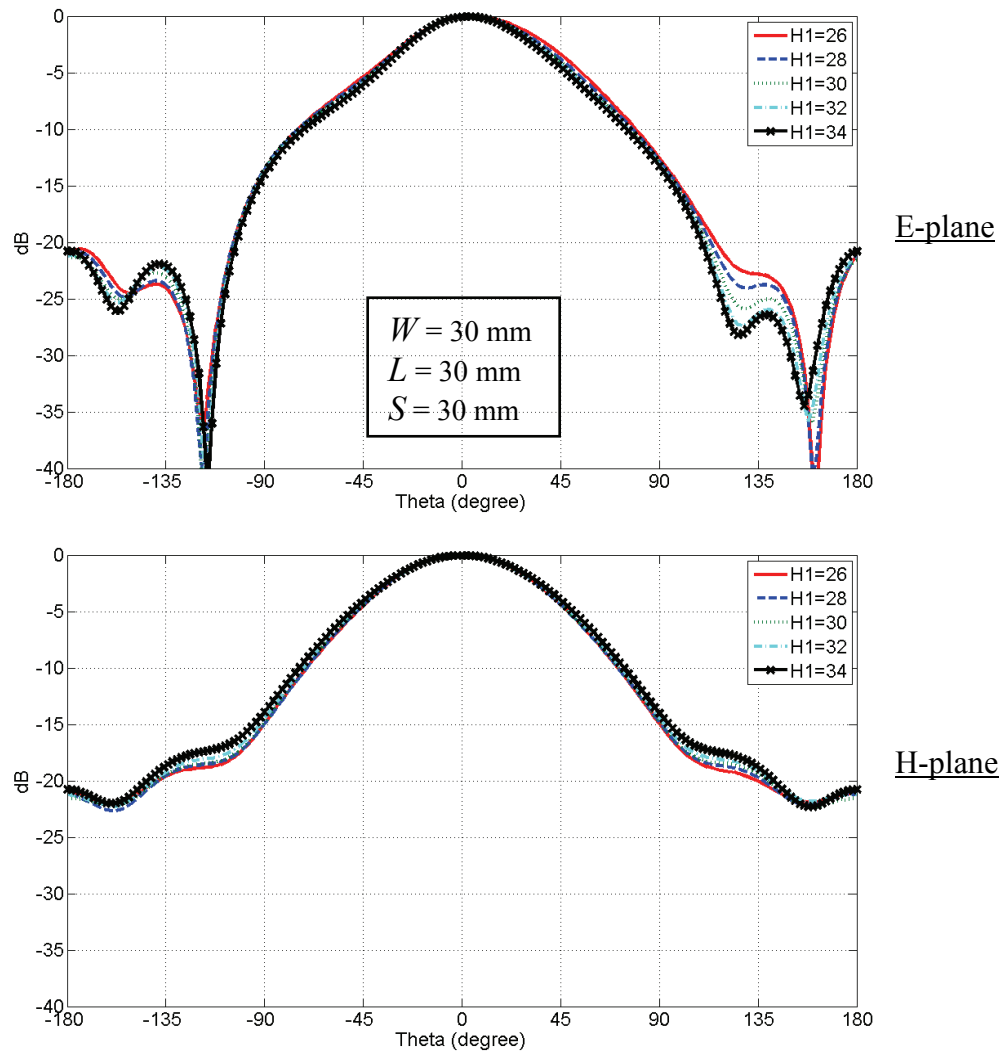 0
-5
-10
-15
-20
-25
-30
-35
-40
dB
-180 -135 -90 -45 0 45 90 135 180
Theta (degree)
H1=26
H1=28
H1=30
H1=32
H1=34
W = 30 mm
L = 30 mm
S = 30 mm
E-plane
0
-5
-10
-15
-20
-25
-30
-35
-40
dB
-180 -135 -90 -45 0 45 90 135 180
Theta (degree)
H1=26
H1=28
H1=30
H1=32
H1=34
H-plane